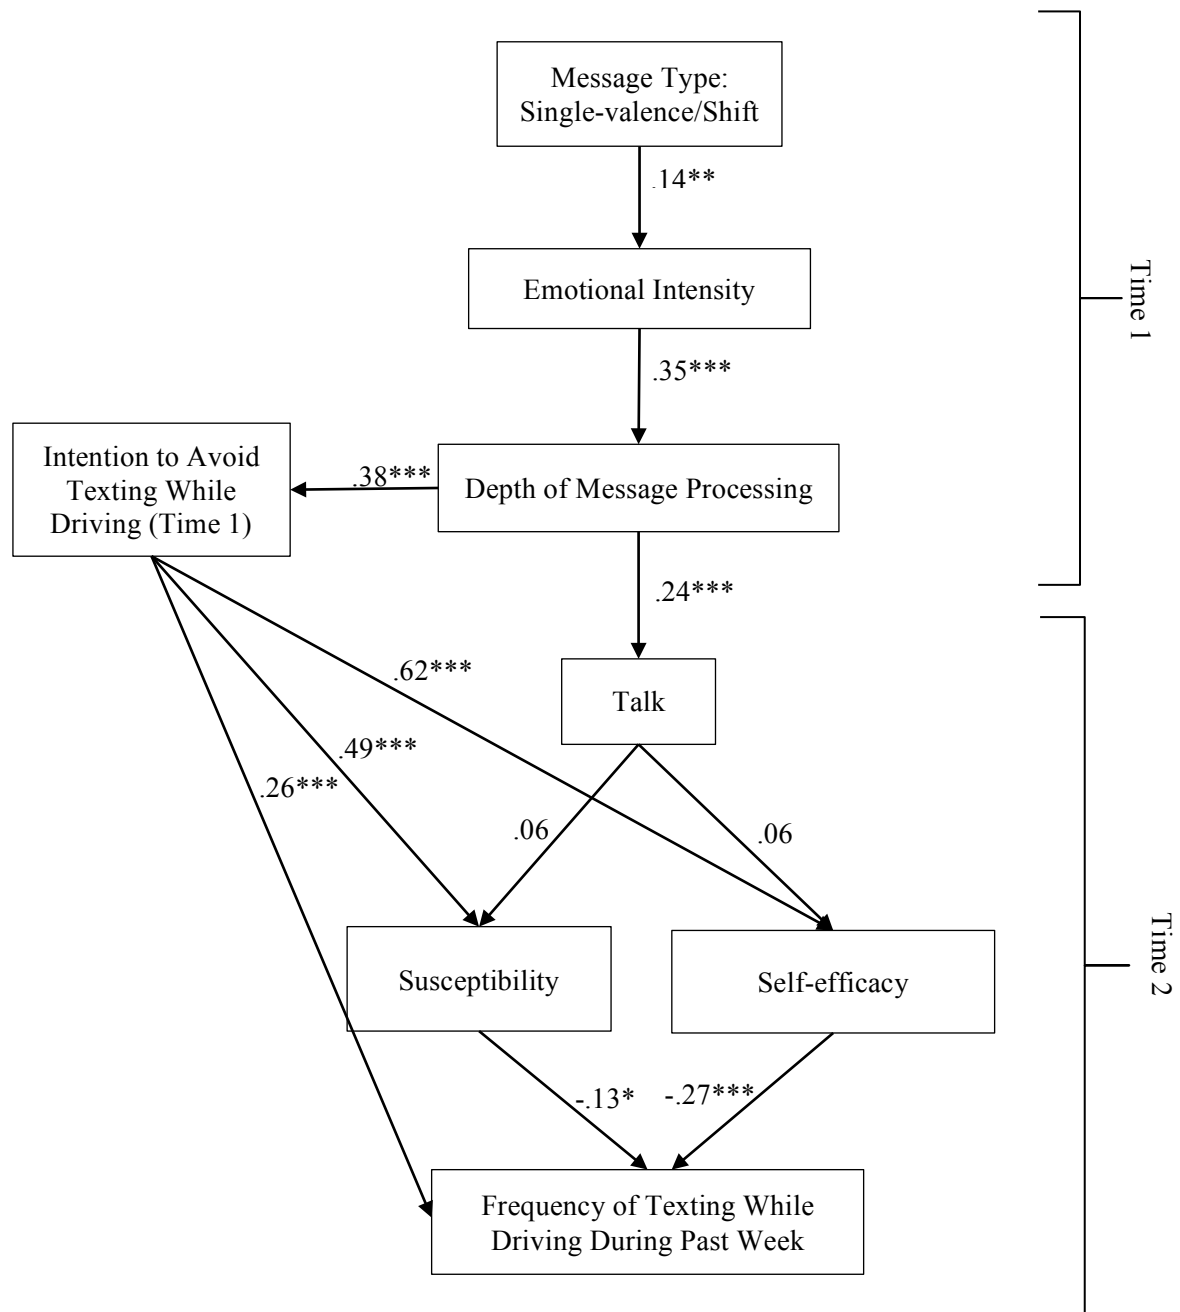 Message Type:
Single-valence/Shift
.14**
Emotional Intensity
Time 1
.35***
Intention to Avoid
Texting While
Driving (Time 1)
.38***
Depth of Message Processing
.24***
.62***
Talk
.49***
.26***
.06
.06
Time 2
Susceptibility
Self-efficacy
-.13*
-.27***
Frequency of Texting While
Driving During Past Week